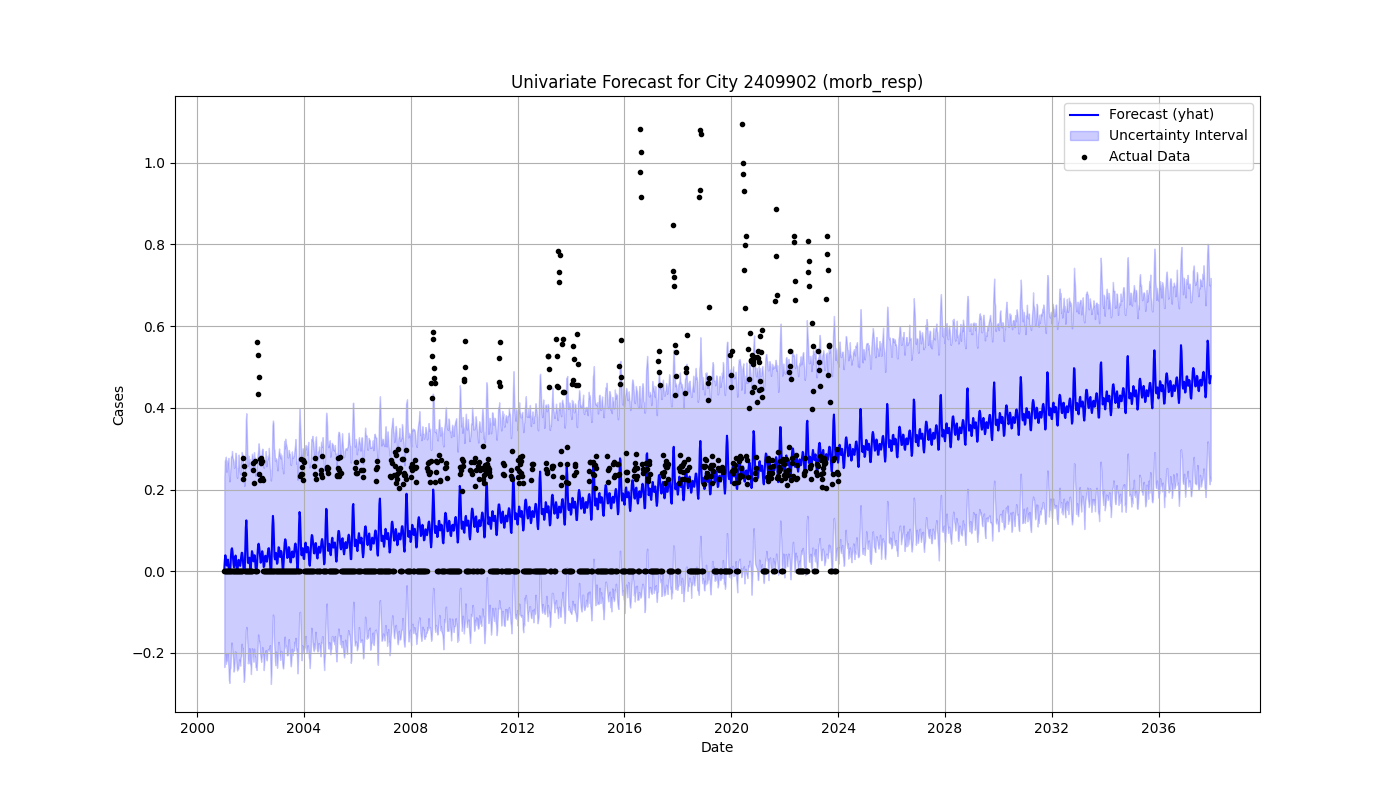 Univariate Forecast for City 2409902 (morb_resp)
Forecast (yhat)
Uncertainty Interval
Actual Data
Cases
1.0
0.8
0.6
0.4
0.2
0.0
−0.2
2000 2004 2008 2012 2016 2020 2024 2028 2032 2036
Date